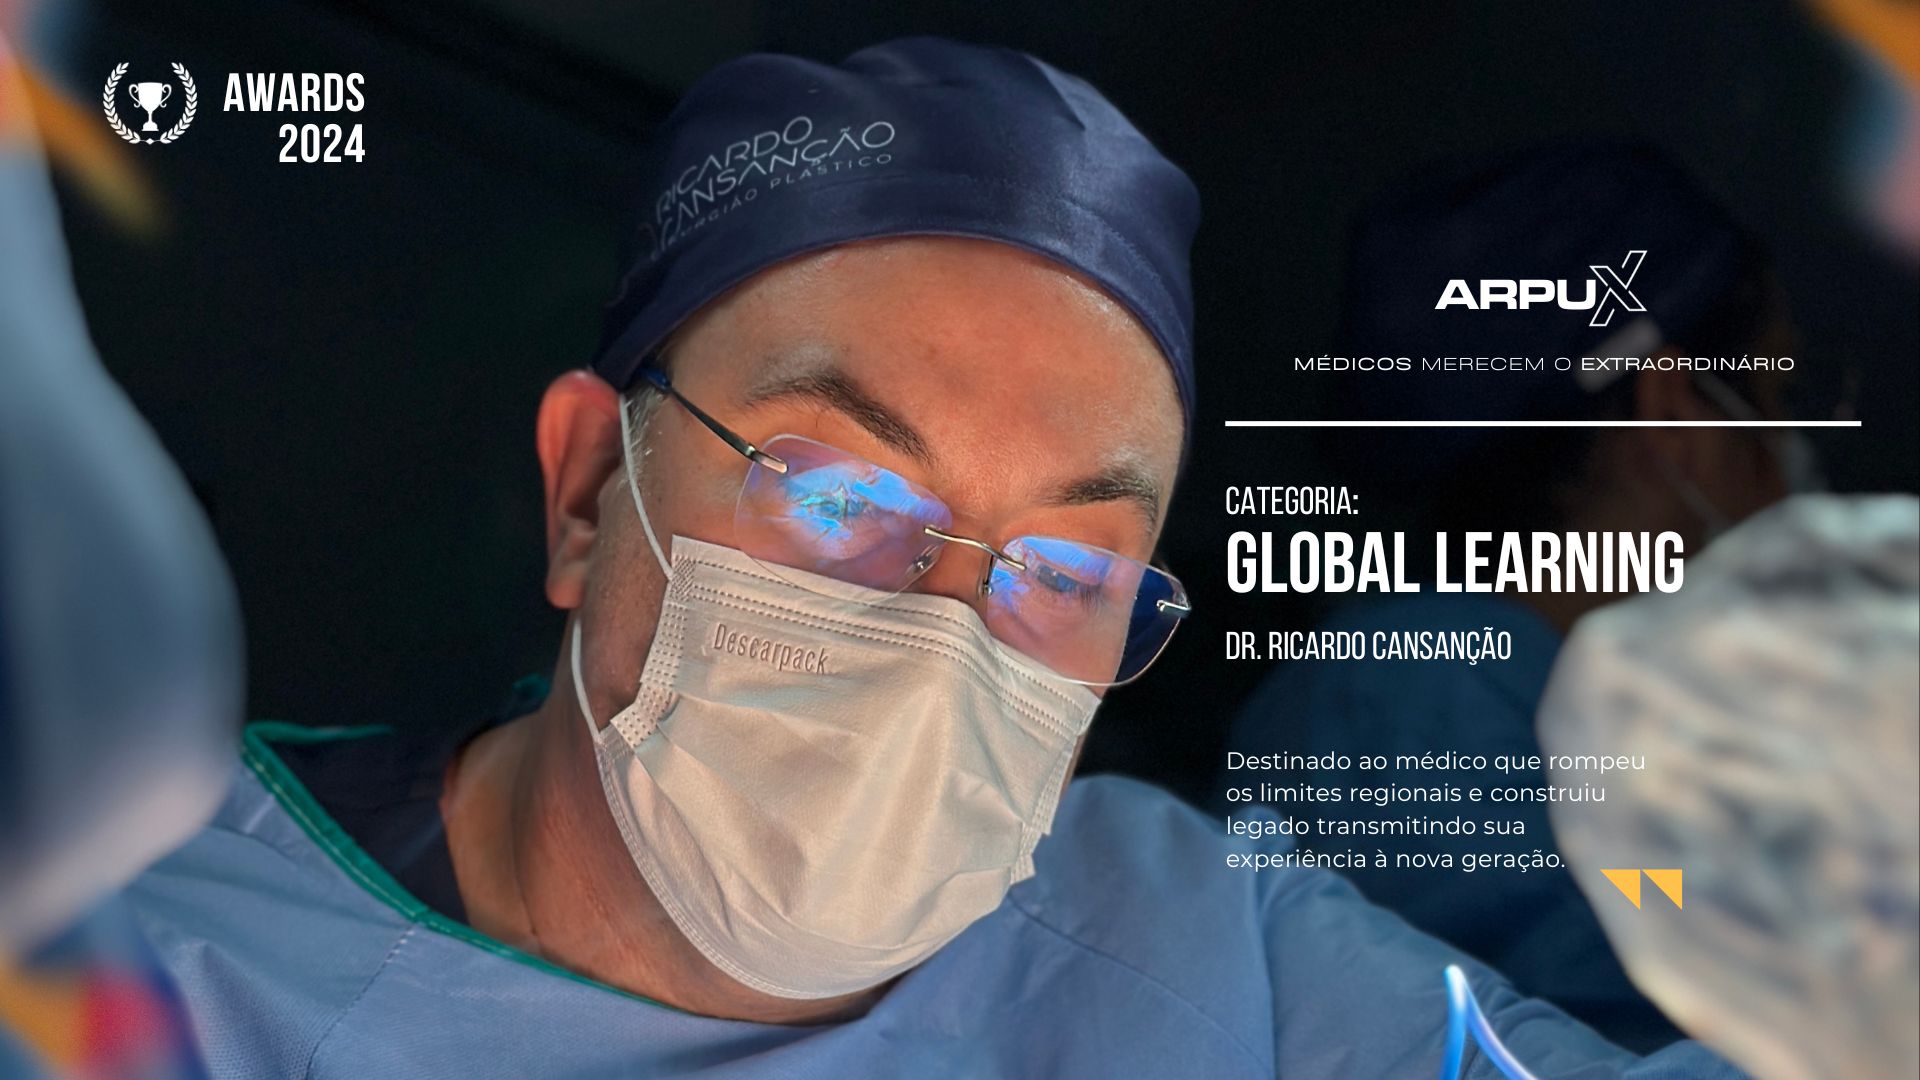 AWARDS
2024
RICARDO
CANSANÇÃO
CIRURGIÃO PLÁSTICO
ARPUX
MÉDICOS MERECEM O EXTRAORDINÁRIO
CATEGORIA:
GLOBAL LEARNING
DR. RICARDO CANSANÇÃO
Descarpack
Destinado ao médico que rompeu
os limites regionais e construiu
legado transmitindo sua
experiência à nova geração.